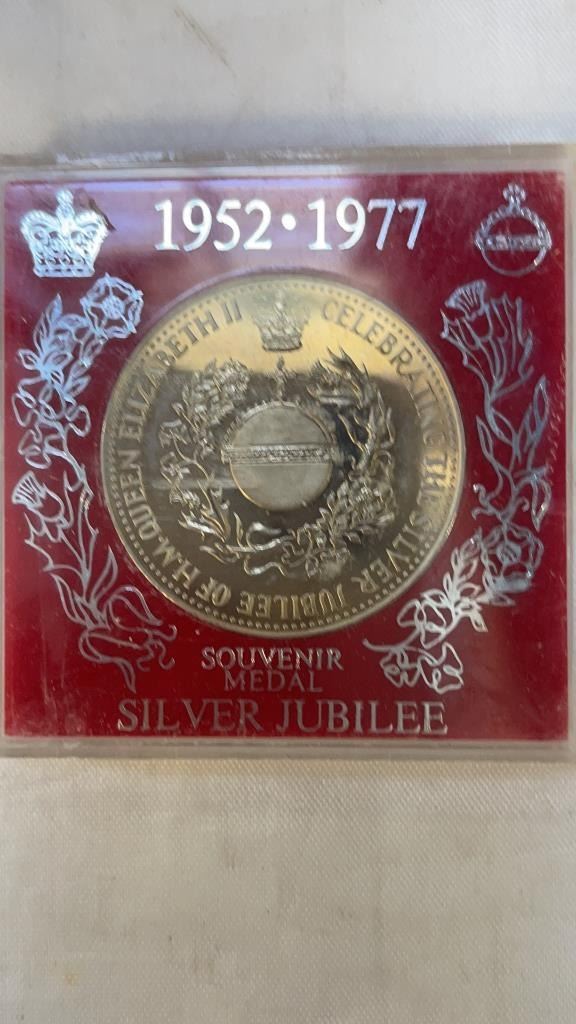 1952 • 1977
CELEBRATING THE SILVER JUBILEE OF H.M. QUEEN ELIZABETH II
SOUVENIR
MEDAL
SILVER JUBILEE